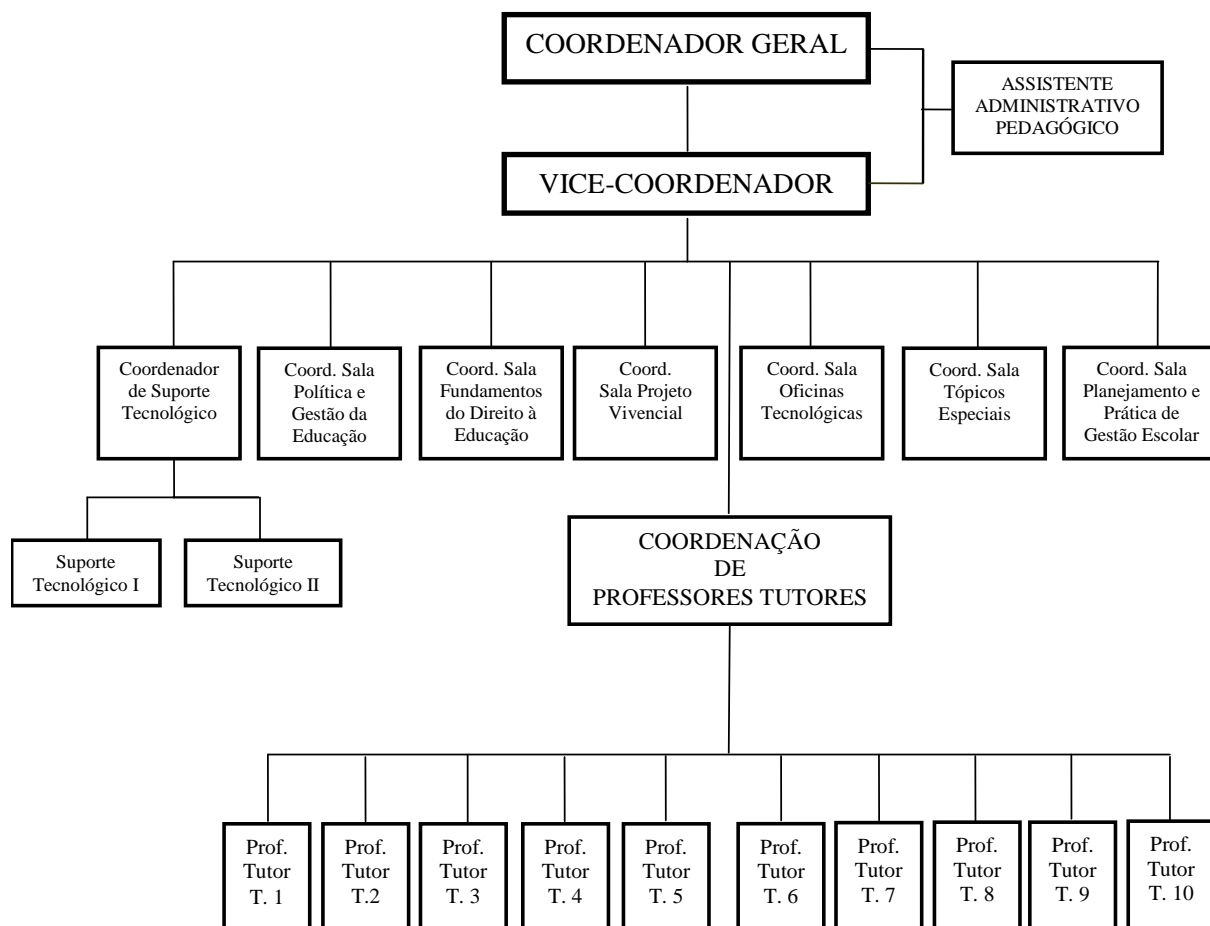 COORDENADOR GERAL
ASSISTENTE
ADMINISTRATIVO
PEDAGÓGICO
VICE-COORDENADOR
Coordenador
de Suporte
Tecnológico
Coord. Sala
Política e
Gestão da
Educação
Coord. Sala
Fundamentos
do Direito à
Educação
Coord.
Sala Projeto
Vivencial
Coord. Sala
Oficinas
Tecnológicas
Coord. Sala
Tópicos
Especiais
Coord. Sala
Planejamento e
Prática de
Gestão Escolar
Suporte
Tecnológico I
Suporte
Tecnológico II
COORDENAÇÃO
DE
PROFESSORES TUTORES
Prof.
Tutor
T. 1
Prof.
Tutor
T.2
Prof.
Tutor
T. 3
Prof.
Tutor
T. 4
Prof.
Tutor
T. 5
Prof.
Tutor
T. 6
Prof.
Tutor
T. 7
Prof.
Tutor
T. 8
Prof.
Tutor
T. 9
Prof.
Tutor
T. 10